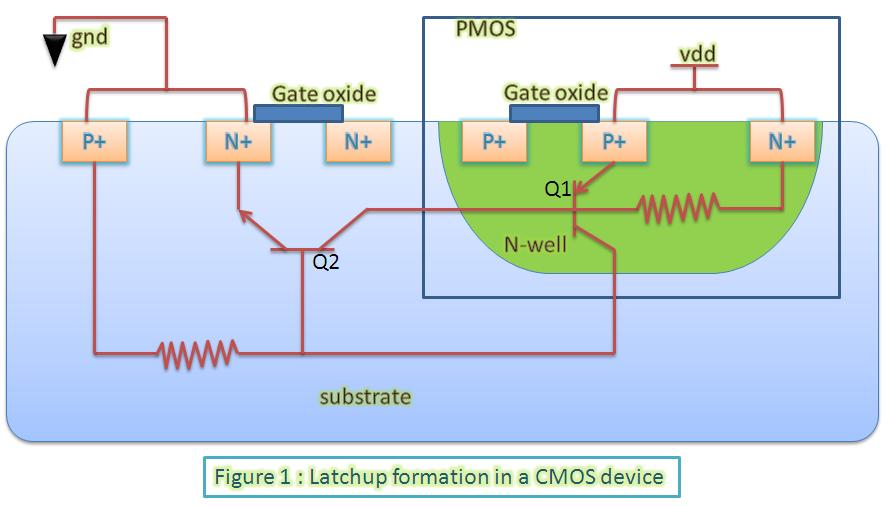 PMOS
gnd
vdd
Gate oxide
Gate oxide
P+
N+
N+
P+
P+
N+
Q1
N-well
Q2
substrate
Figure 1 : Latchup formation in a CMOS device